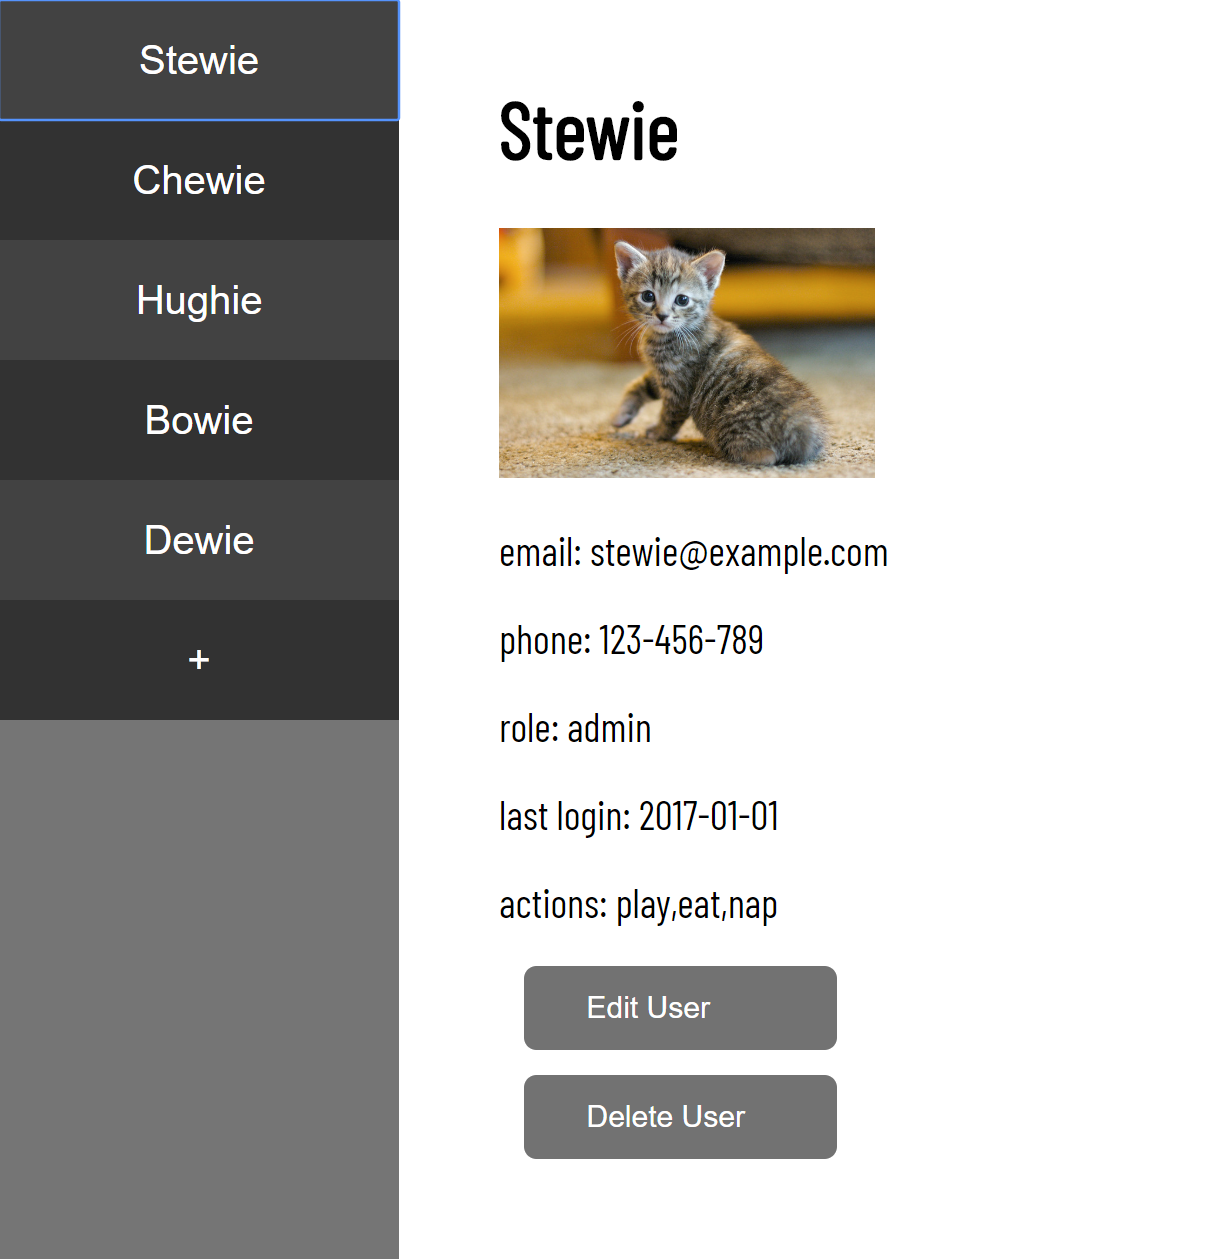 Stewie
Chewie
Hughie
Bowie
Dewie
+
Stewie
email: stewie@example.com
phone: 123-456-789
role: admin
last login: 2017-01-01
actions: play,eat,nap
Edit User
Delete User